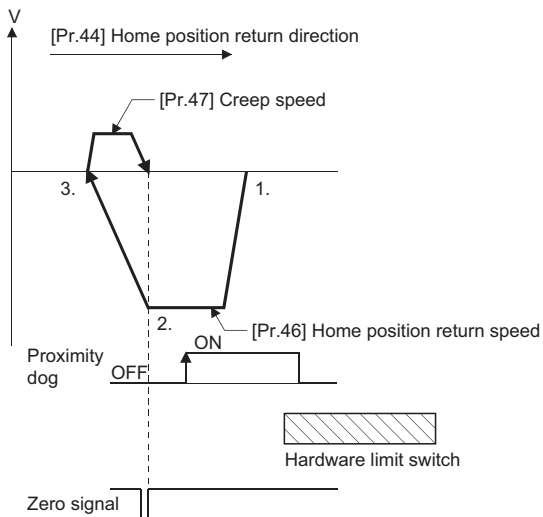 V
[Pr.44] Home position return direction
[Pr.47] Creep speed
3.
1.
2.
[Pr.46] Home position return speed
ON
Proximity
dog
OFF
Hardware limit switch
Zero signal